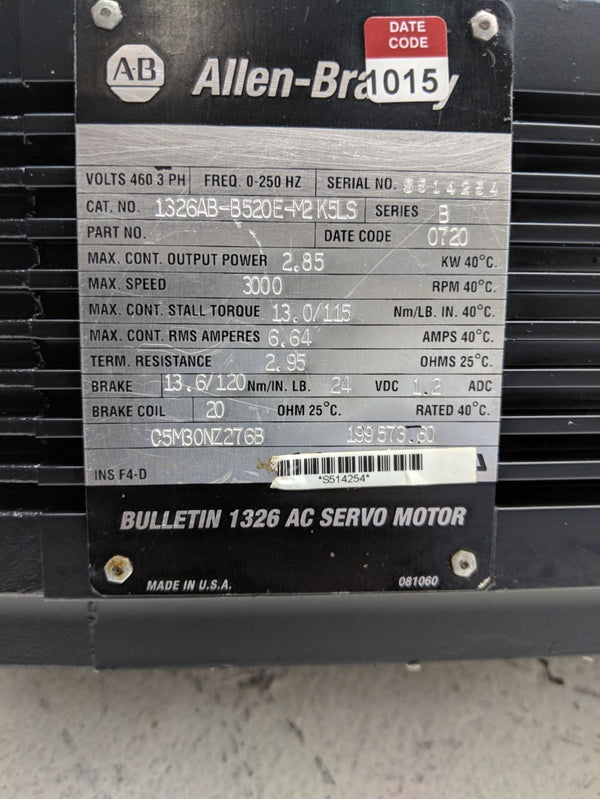 DATE
CODE
1015
AB Allen-Bradley
VOLTS 460 3 PH FREQ. 0-250 HZ SERIAL NO. S514254
CAT. NO. 1326AB-B520E-M2K5LS SERIES B
PART NO. DATE CODE 0720
MAX. CONT. OUTPUT POWER 2.85 KW 40°C.
MAX. SPEED 3000 RPM 40°C.
MAX. CONT. STALL TORQUE 13.0/115 Nm/LB. IN. 40°C.
MAX. CONT. RMS AMPERES 6.64 AMPS 40°C.
TERM. RESISTANCE 2.95 OHMS 25°C.
BRAKE 13.6/120 Nm/IN. LB. 24 VDC 1.2 ADC
BRAKE COIL 20 OHM 25°C. RATED 40°C.
C5M30NZ276B 199573.60
INS F4-D
*S514254*
BULLETIN 1326 AC SERVO MOTOR
MADE IN U.S.A. 081060